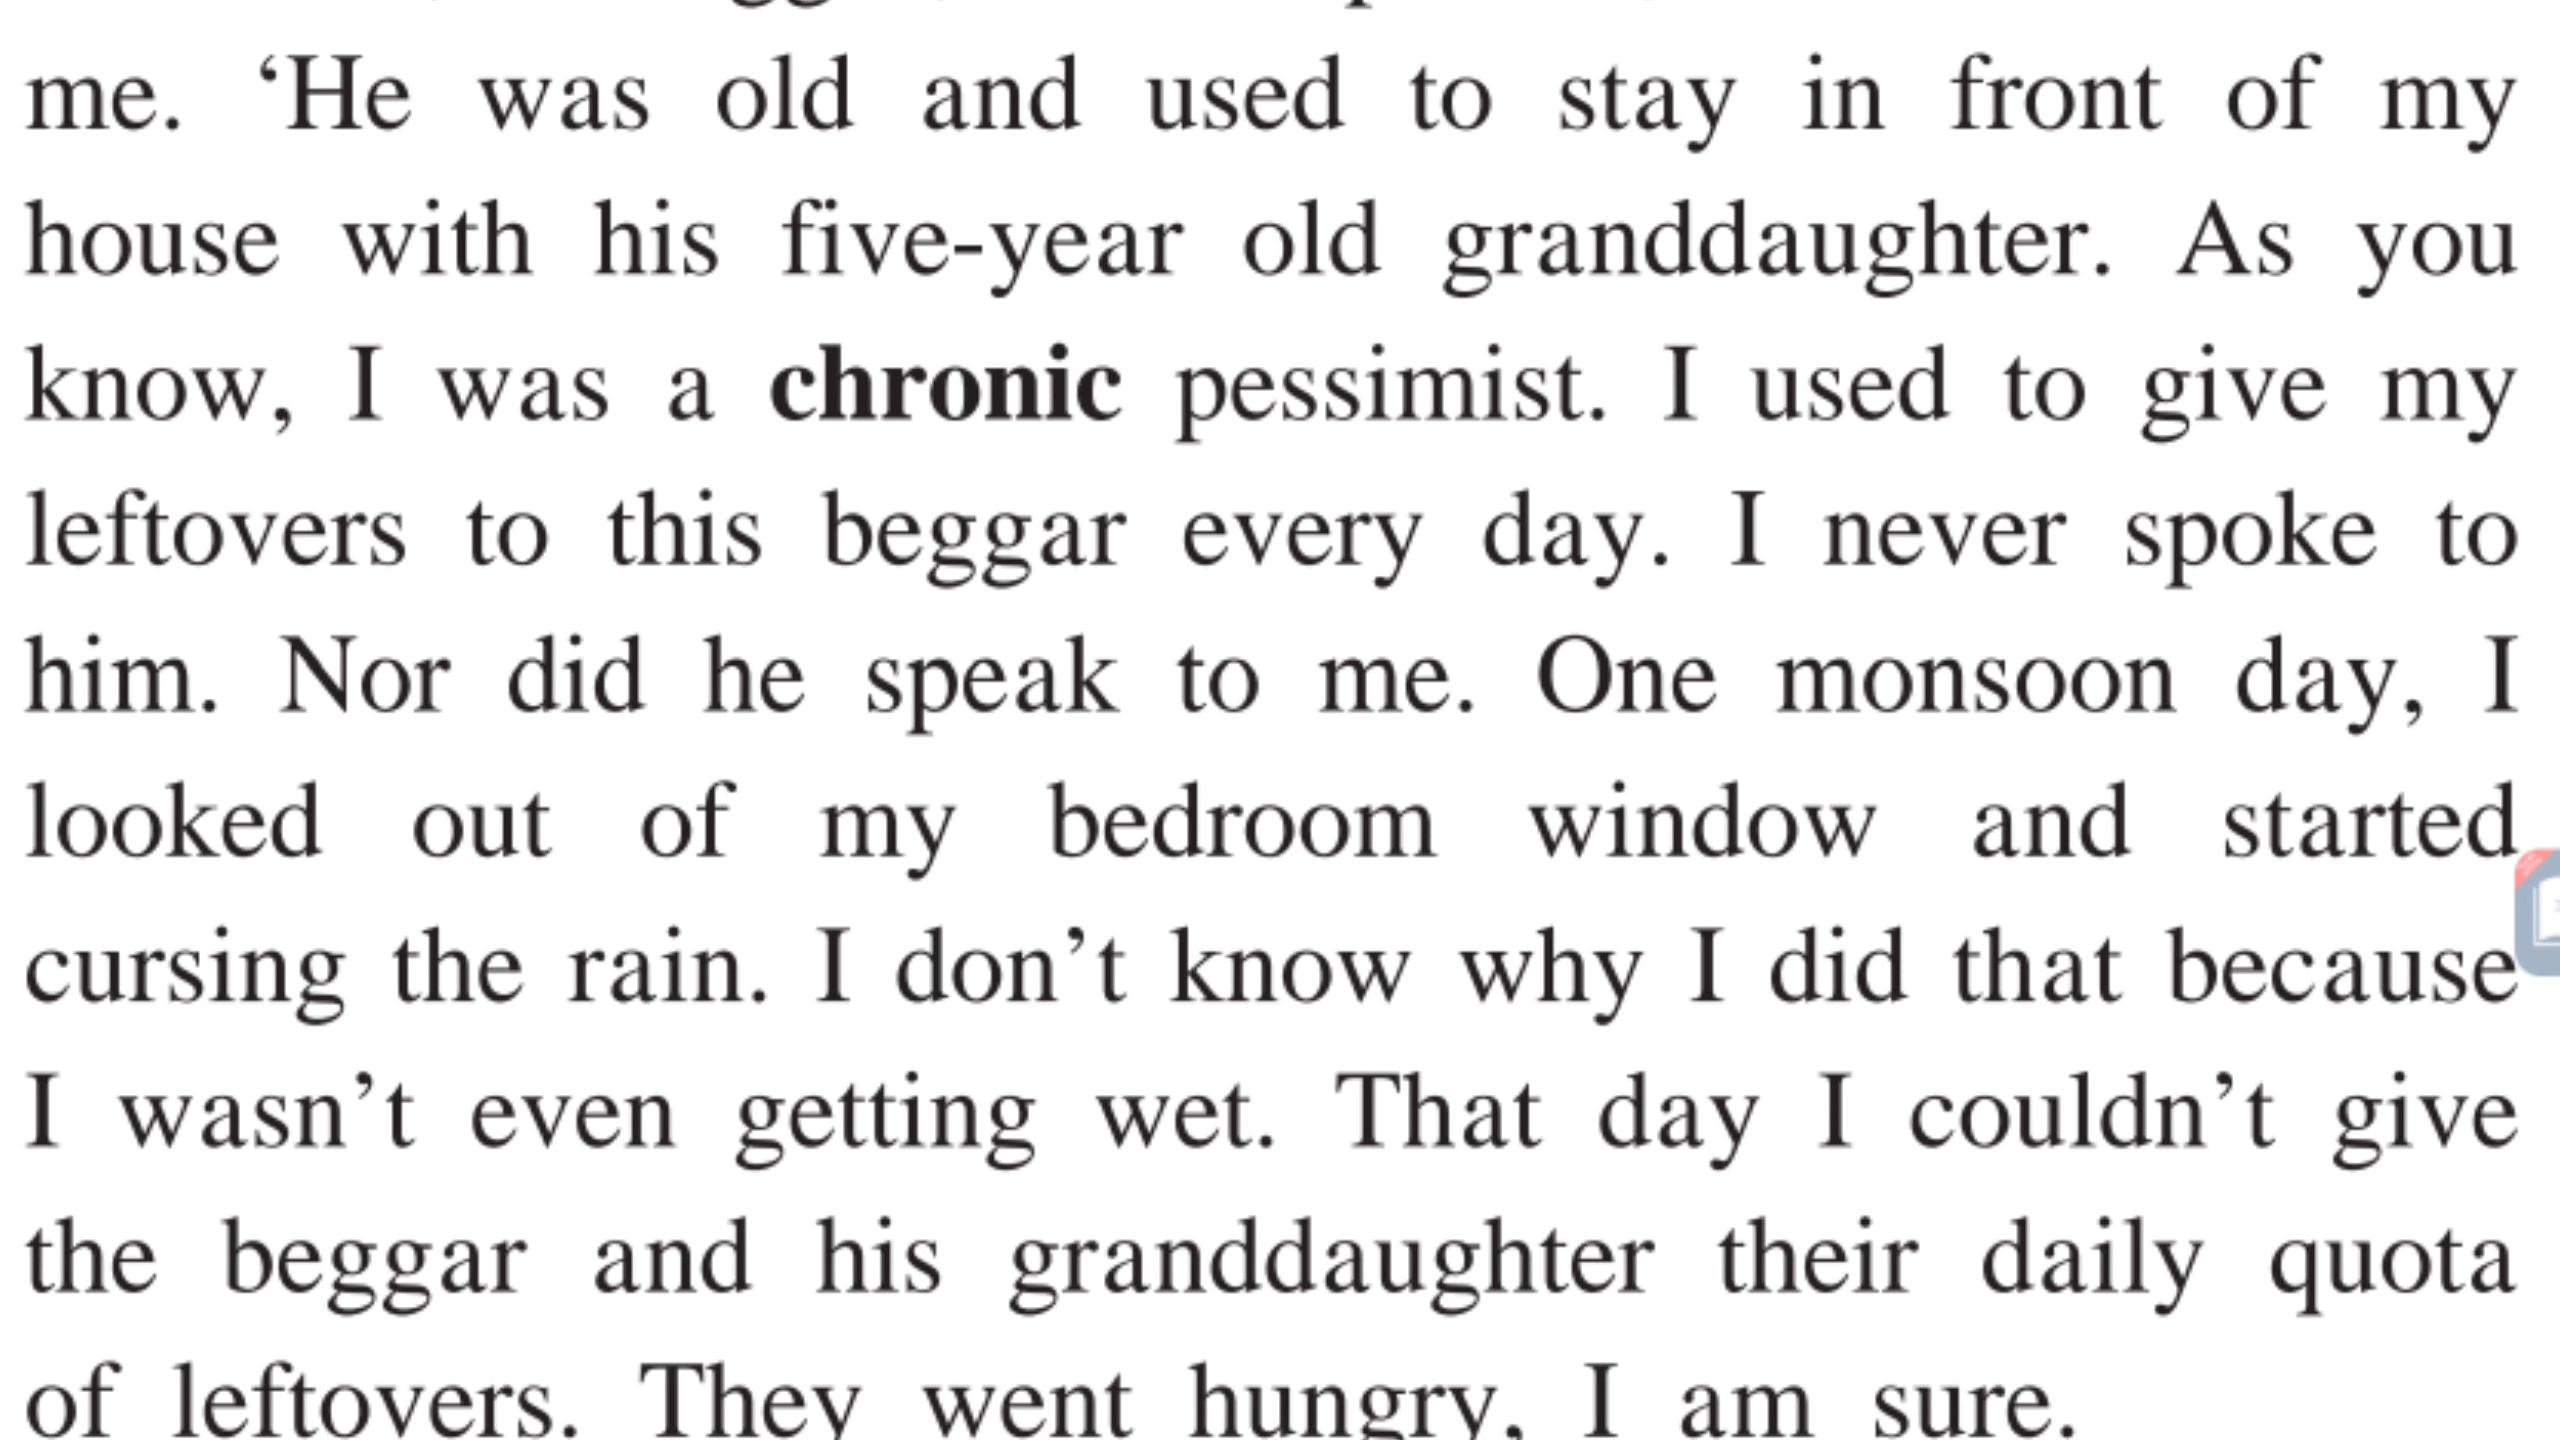 me. ‘He was old and used to stay in front of my
house with his five-year old granddaughter. As you
know, I was a chronic pessimist. I used to give my
leftovers to this beggar every day. I never spoke to
him. Nor did he speak to me. One monsoon day, I
looked out of my bedroom window and started
cursing the rain. I don’t know why I did that because
I wasn’t even getting wet. That day I couldn’t give
the beggar and his granddaughter their daily quota
of leftovers. They went hungry, I am sure.